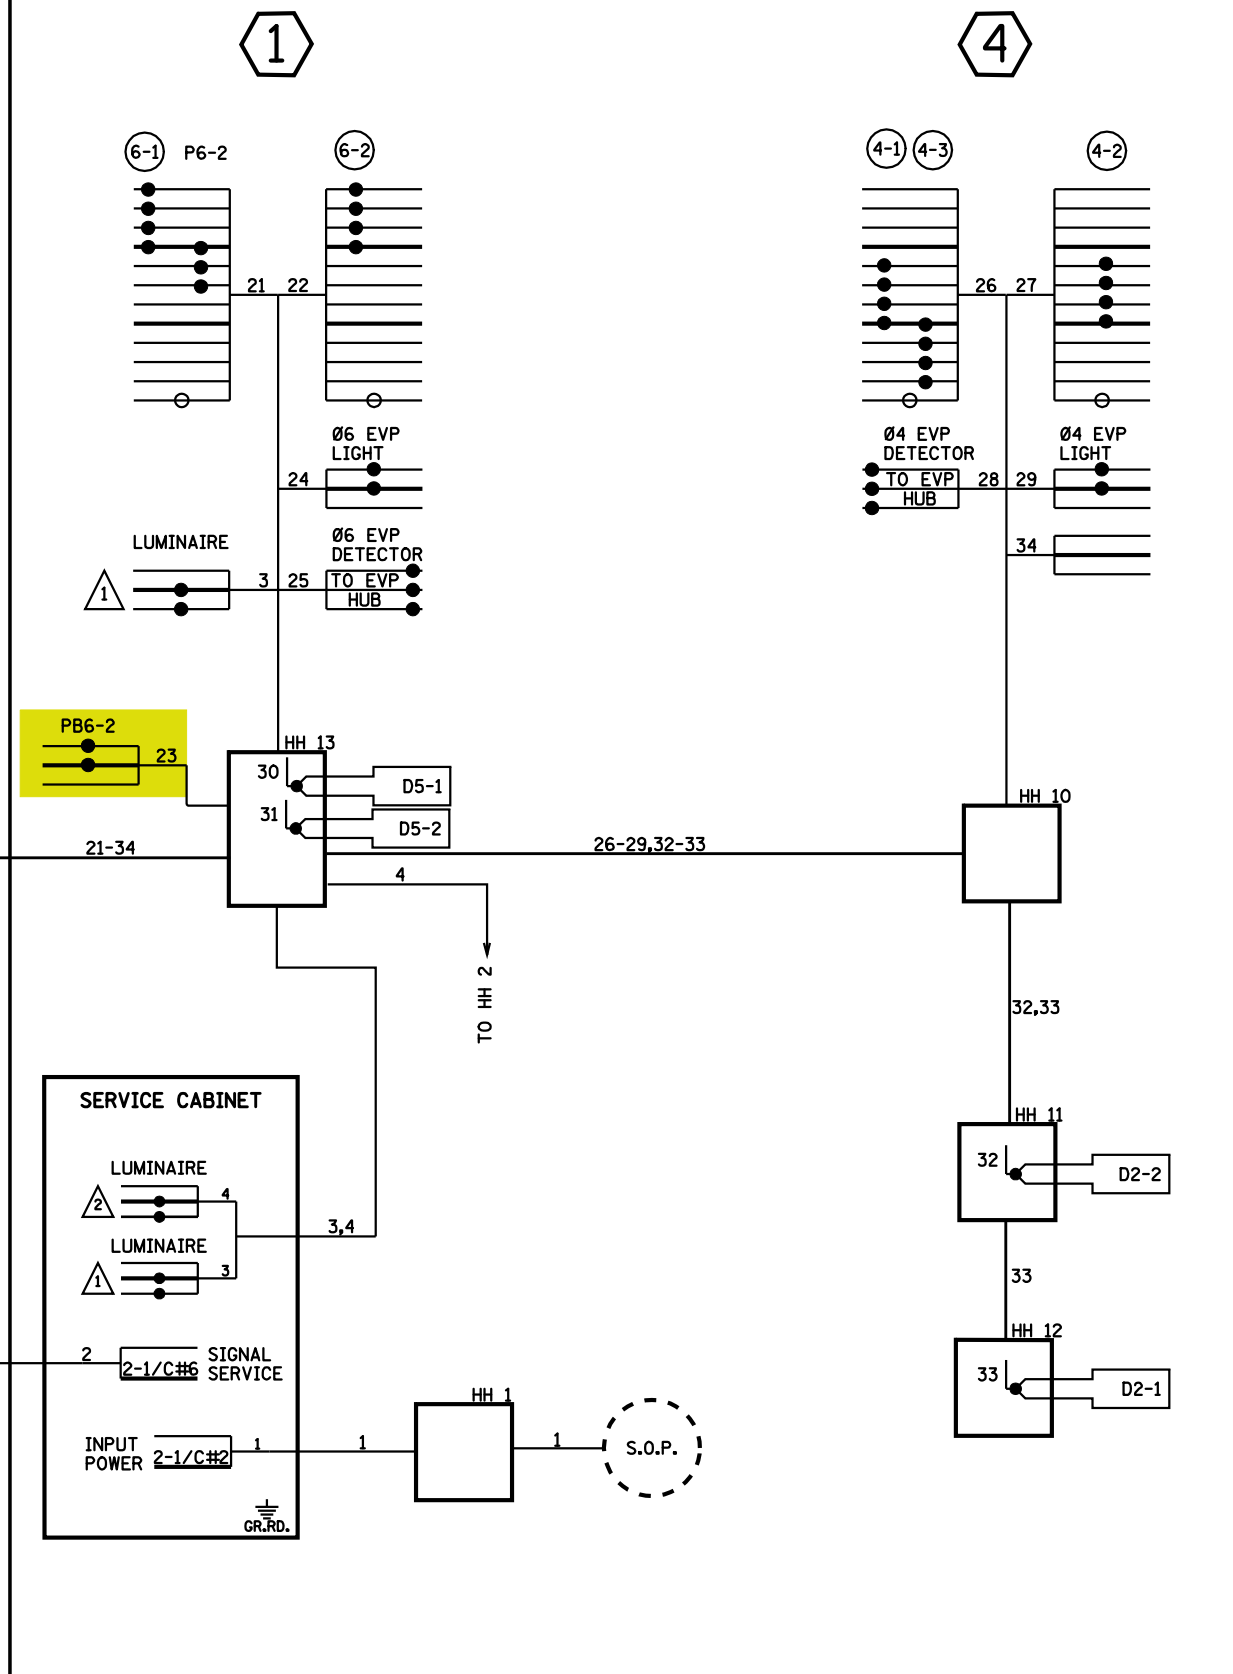 1
4
6-1 P6-2
6-2
4-1 4-3
4-2
21 22
26 27
Ø6 EVP
LIGHT
24
Ø4 EVP
DETECTOR
TO EVP
HUB
28 29
Ø4 EVP
LIGHT
LUMINAIRE
1
3 25
Ø6 EVP
DETECTOR
TO EVP
HUB
34
PB6-2
23
HH 13
30
D5-1
31
D5-2
21-34
26-29,32-33
4
TO HH 2
HH 10
32,33
SERVICE CABINET
LUMINAIRE
2
4
LUMINAIRE
1
3
3,4
HH 11
32
D2-2
33
HH 12
33
D2-1
2
2-1/C#6
SIGNAL
SERVICE
INPUT
POWER
2-1/C#2
1
1
HH 1
1
S.O.P.
GR.RD.